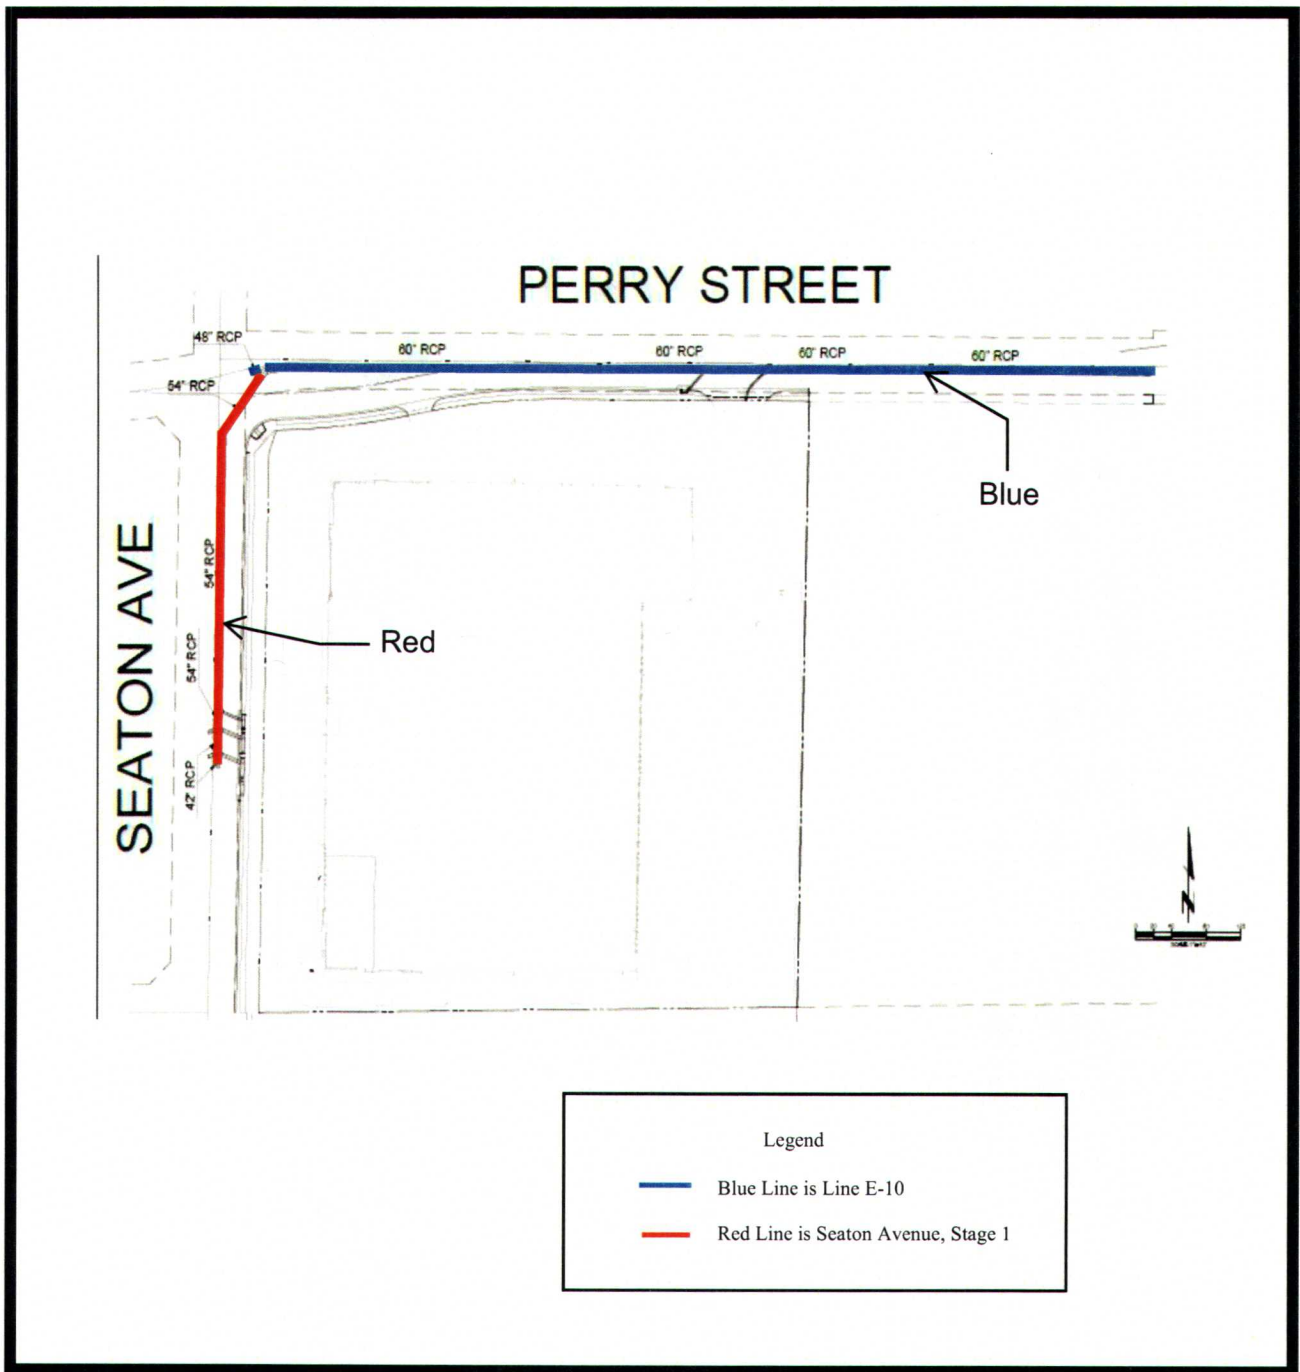 PERRY STREET
48" RCP
60" RCP
60" RCP
60" RCP
60" RCP
54" RCP
Blue
SEATON AVE
54" RCP
Red
54" RCP
42" RCP
N
Legend
Blue Line is Line E-10
Red Line is Seaton Avenue, Stage 1